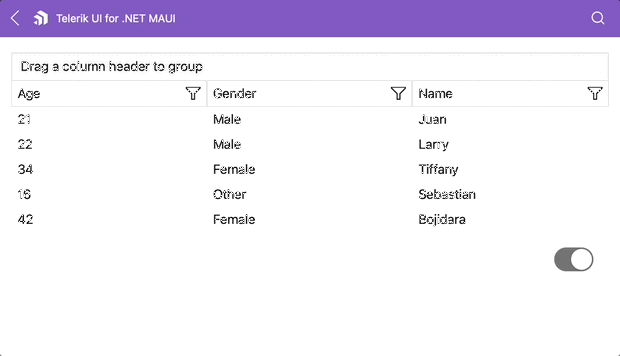 Telerik UI for .NET MAUI
Drag a column header to group
Age Gender Name
21 Male Juan
22 Male Larry
34 Female Tiffany
16 Other Sebastian
42 Female Bojidara